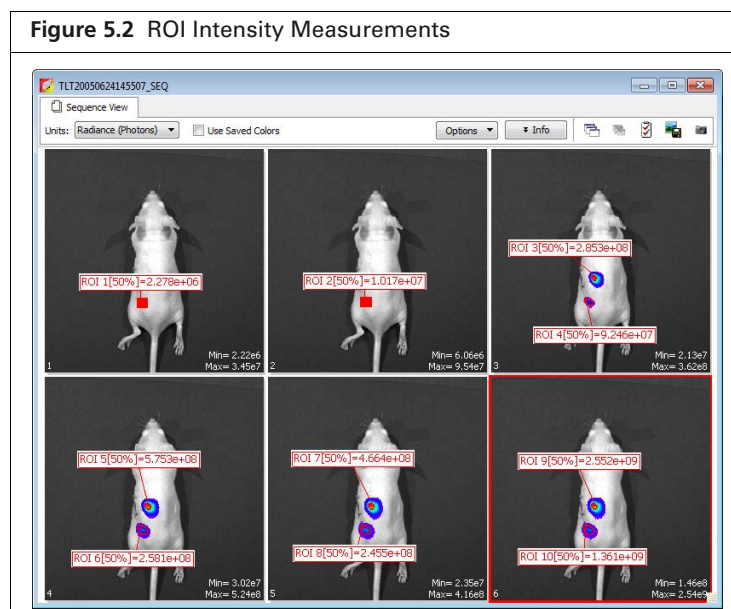 Figure 5.2 ROI Intensity Measurements
TLT20050624145507_SEQ
Sequence View
Units: Radiance (Photons) Use Saved Colors Options Info
ROI 1[50%]=2.278e+06
Min= 2.22e6
Max= 3.45e7
1
ROI 2[50%]=1.017e+07
Min= 6.06e6
Max= 9.54e7
2
ROI 3[50%]=2.853e+08
ROI 4[50%]=9.246e+07
Min= 2.13e7
Max= 3.62e8
3
ROI 5[50%]=5.753e+08
ROI 6[50%]=2.581e+08
Min= 3.02e7
Max= 5.24e8
4
ROI 7[50%]=4.664e+08
ROI 8[50%]=2.455e+08
Min= 2.35e7
Max= 4.16e8
5
ROI 9[50%]=2.552e+09
ROI 10[50%]=1.361e+09
Min= 1.46e8
Max= 2.54e9
6